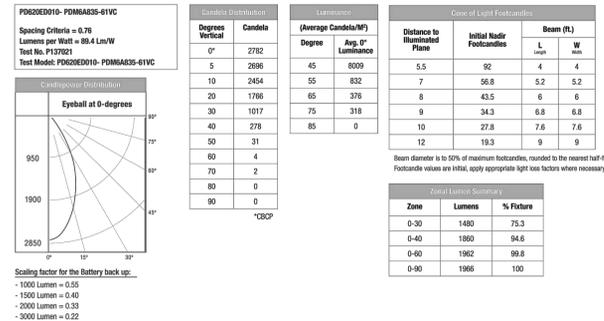 PD620ED010- PDM6A835-61VC
Spacing Criteria = 0.76
Lumens per Watt = 89.4 Lm/W
Test No. P137021
Test Model: PD620ED010- PDM6A835-61VC
Candlepower Distribution
Eyeball at 0-degrees
90°
75°
60°
45°
950
1900
2850
0° 15° 30°
Scaling factor for the Battery back up:
- 1000 Lumen = 0.55
- 1500 Lumen = 0.40
- 2000 Lumen = 0.33
- 3000 Lumen = 0.22
Candela Distribution
Degrees Vertical Candela
0* 2782
5 2696
10 2454
20 1766
30 1017
40 278
50 31
60 4
70 2
80 0
90 0
*CBCP
Luminance
(Average Candela/M²)
Degree Avg. 0° Luminance
45 8009
55 832
65 376
75 318
85 0
Cone of Light Footcandles
Distance to Illuminated Plane Initial Nadir Footcandles Beam (ft.)
L Length W Width
5.5 92 4 4
7 56.8 5.2 5.2
8 43.5 6 6
9 34.3 6.8 6.8
10 27.8 7.6 7.6
12 19.3 9 9
Beam diameter is to 50% of maximum footcandles, rounded to the nearest half-f
Footcandle values are initial, apply appropriate light loss factors where necessary
Zonal Lumen Summary
Zone Lumens % Fixture
0-30 1480 75.3
0-40 1860 94.6
0-60 1962 99.8
0-90 1966 100